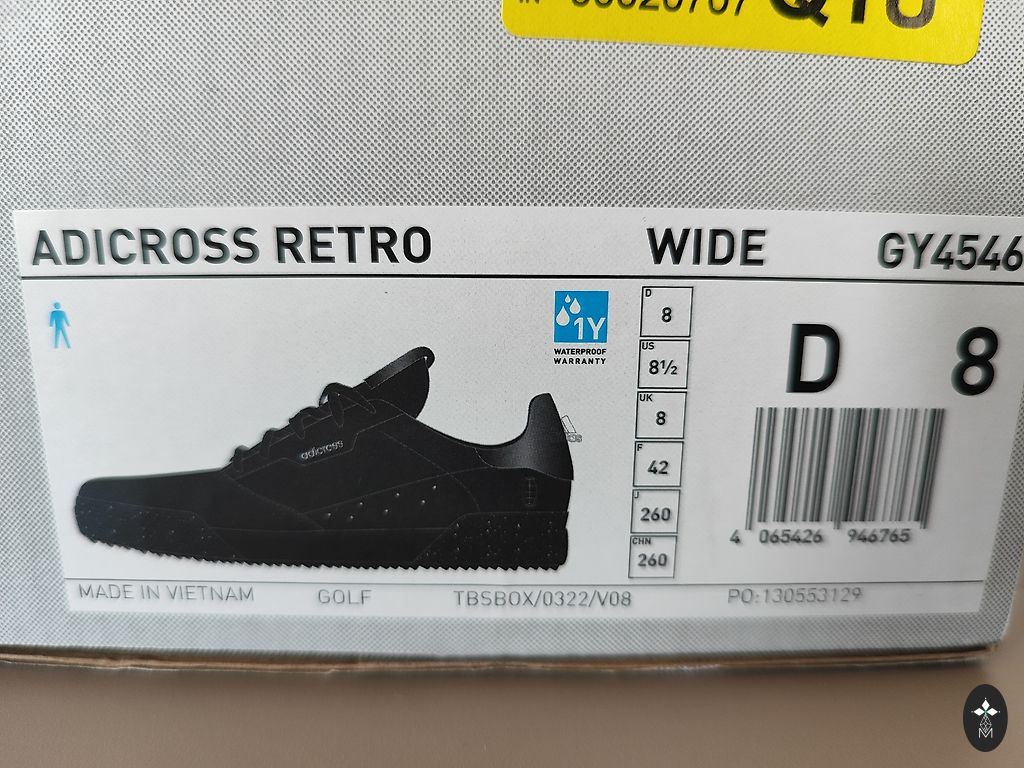 ADICROSS RETRO WIDE GY4546
1Y
WATERPROOF
WARRANTY
adicross
D 8
US 8½
UK 8
F 42
J 260
CHN 260
D 8
4 065426 946765
MADE IN VIETNAM GOLF TBSBOX/0322/V08 PO:130553129
M